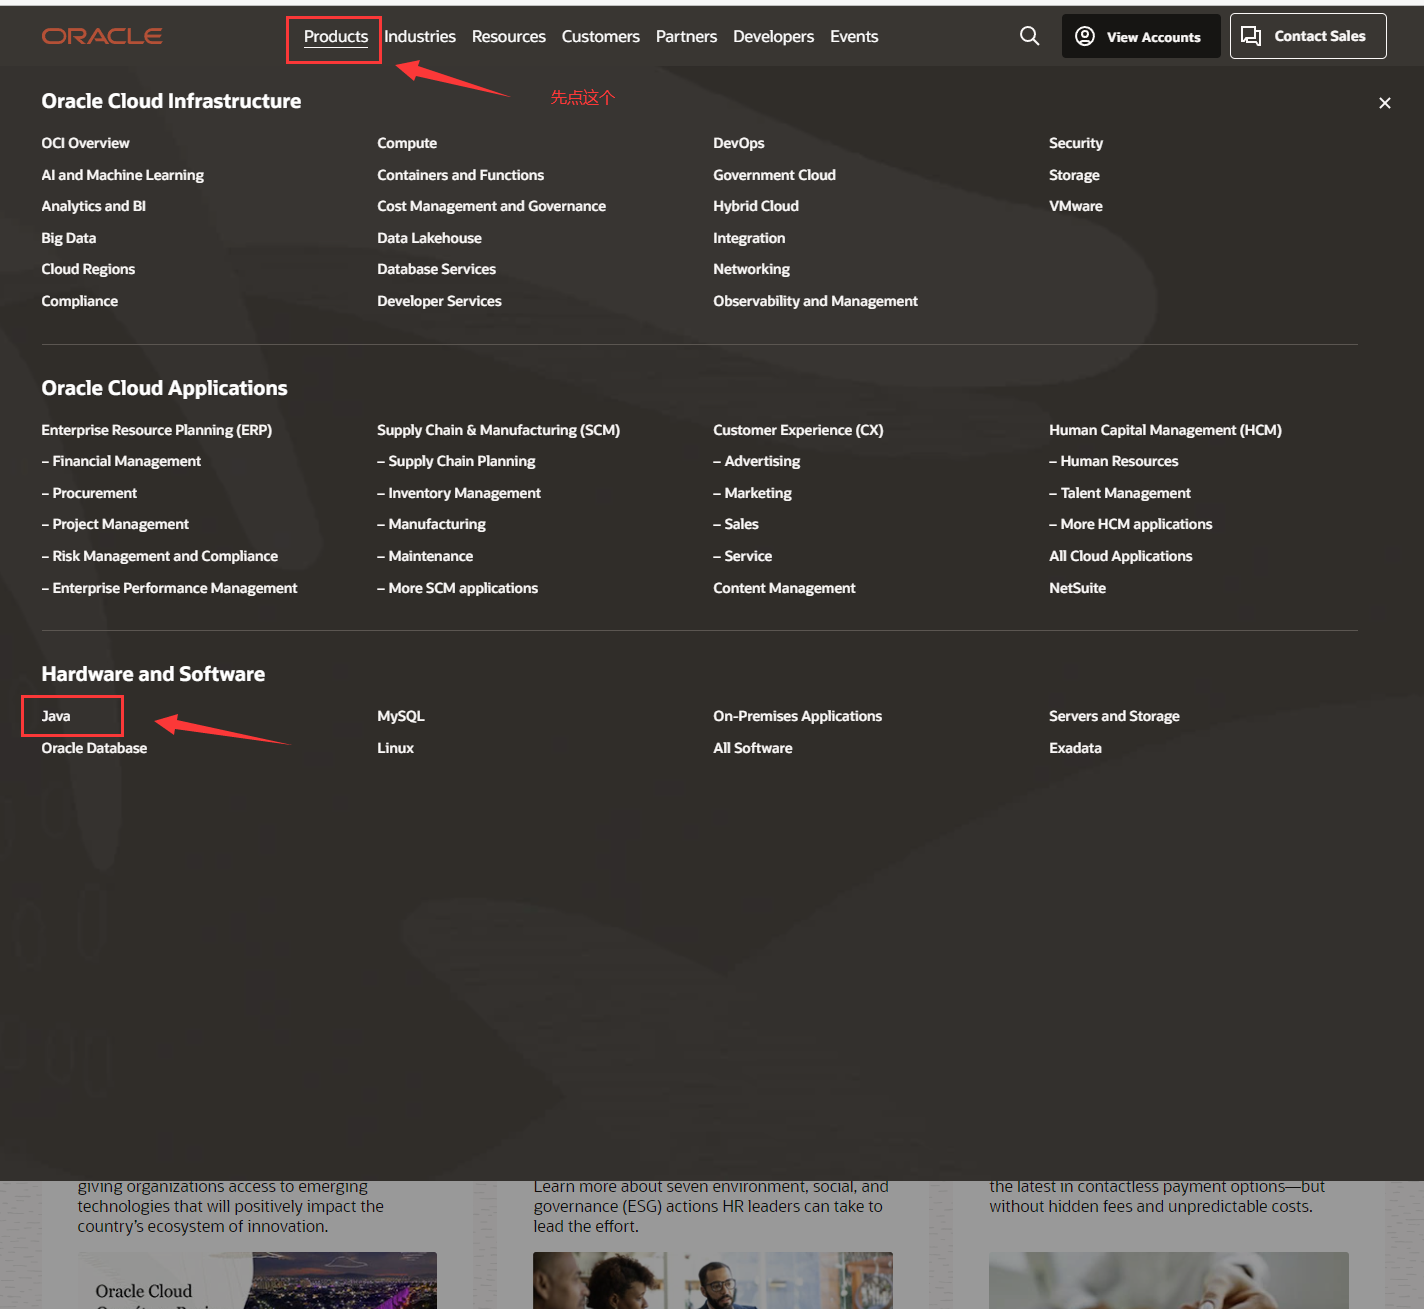 ORACLE
Products Industries Resources Customers Partners Developers Events
View Accounts
Contact Sales
先点这个
Oracle Cloud Infrastructure
OCI Overview
AI and Machine Learning
Analytics and BI
Big Data
Cloud Regions
Compliance
Compute
Containers and Functions
Cost Management and Governance
Data Lakehouse
Database Services
Developer Services
DevOps
Government Cloud
Hybrid Cloud
Integration
Networking
Observability and Management
Security
Storage
VMware
Oracle Cloud Applications
Enterprise Resource Planning (ERP)
– Financial Management
– Procurement
– Project Management
– Risk Management and Compliance
– Enterprise Performance Management
Supply Chain & Manufacturing (SCM)
– Supply Chain Planning
– Inventory Management
– Manufacturing
– Maintenance
– More SCM applications
Customer Experience (CX)
– Advertising
– Marketing
– Sales
– Service
Content Management
Human Capital Management (HCM)
– Human Resources
– Talent Management
– More HCM applications
All Cloud Applications
NetSuite
Hardware and Software
Java
Oracle Database
MySQL
Linux
On-Premises Applications
All Software
Servers and Storage
Exadata
giving organizations access to emerging
technologies that will positively impact the
country’s ecosystem of innovation.
Learn more about seven environment, social, and
governance (ESG) actions HR leaders can take to
lead the effort.
the latest in contactless payment options—but
without hidden fees and unpredictable costs.
Oracle Cloud